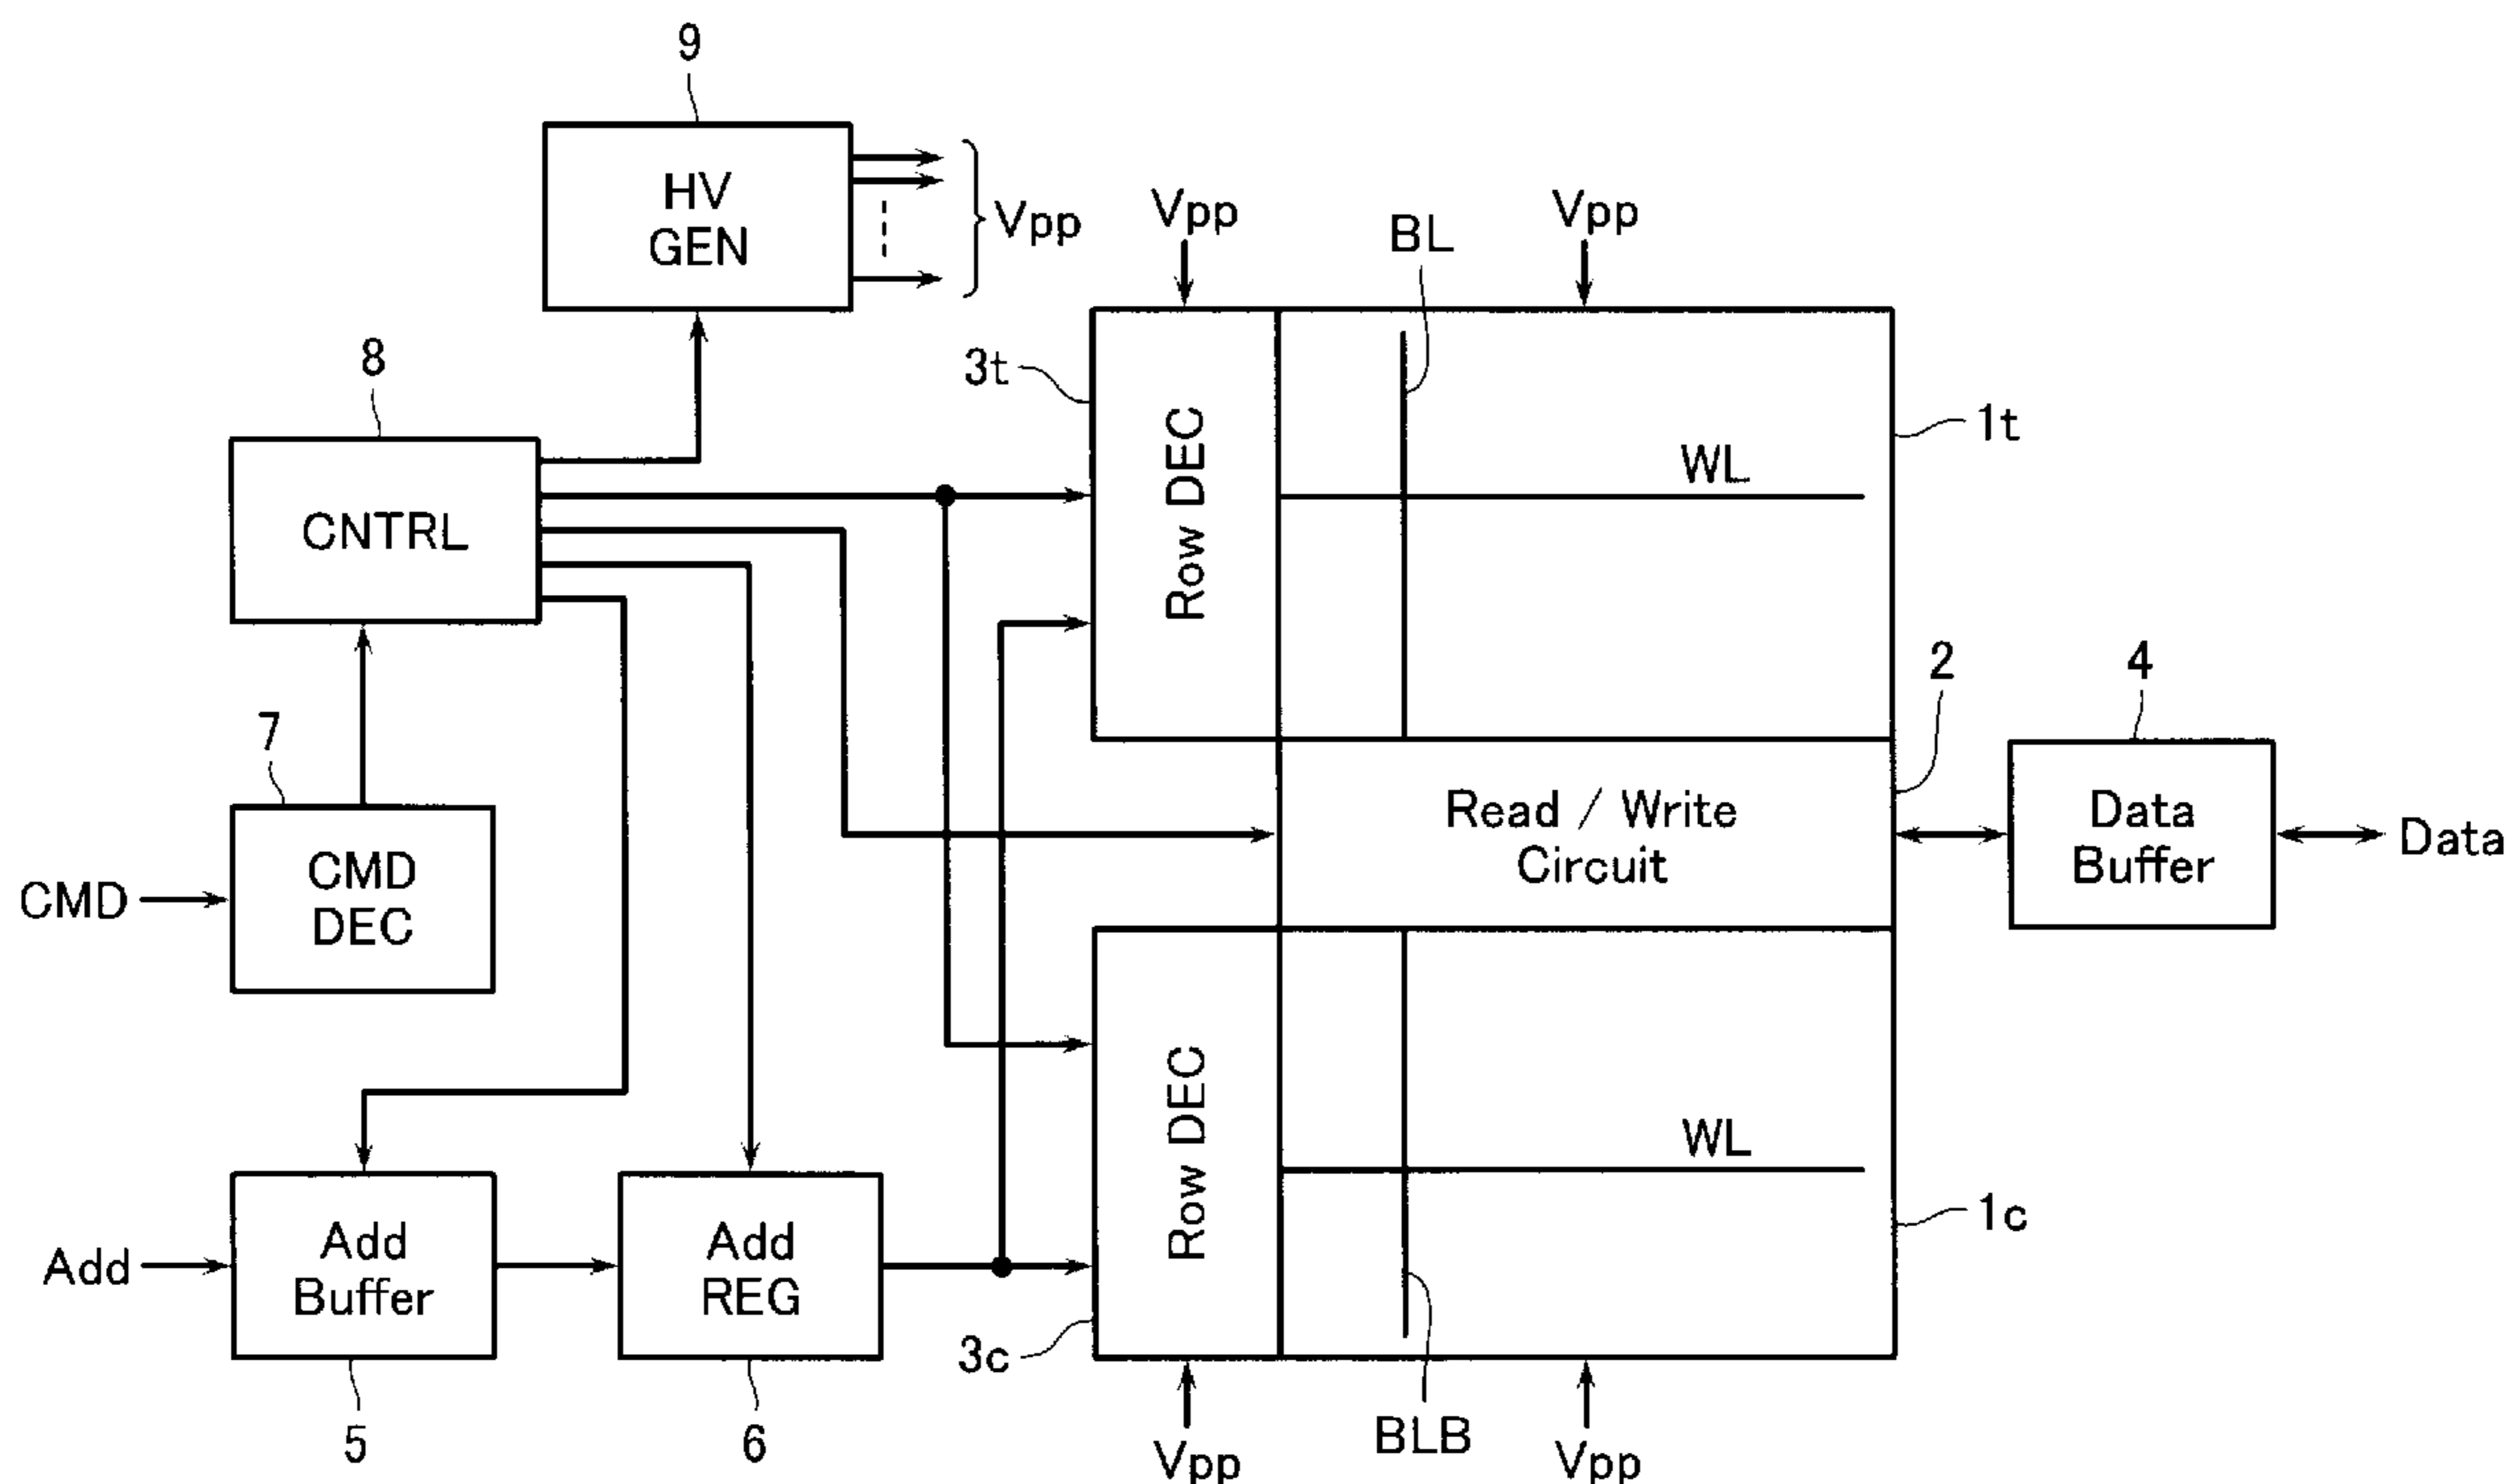 9
HV
GEN
Vpp
Vpp
Vpp
BL
8
CNTRL
3t
Row DEC
WL
1t
7
CMD
CMD
DEC
2
Read / Write
Circuit
4
Data
Buffer
Data
Add
Add
Buffer
5
Add
REG
6
Row DEC
WL
1c
3c
BLB
Vpp
Vpp